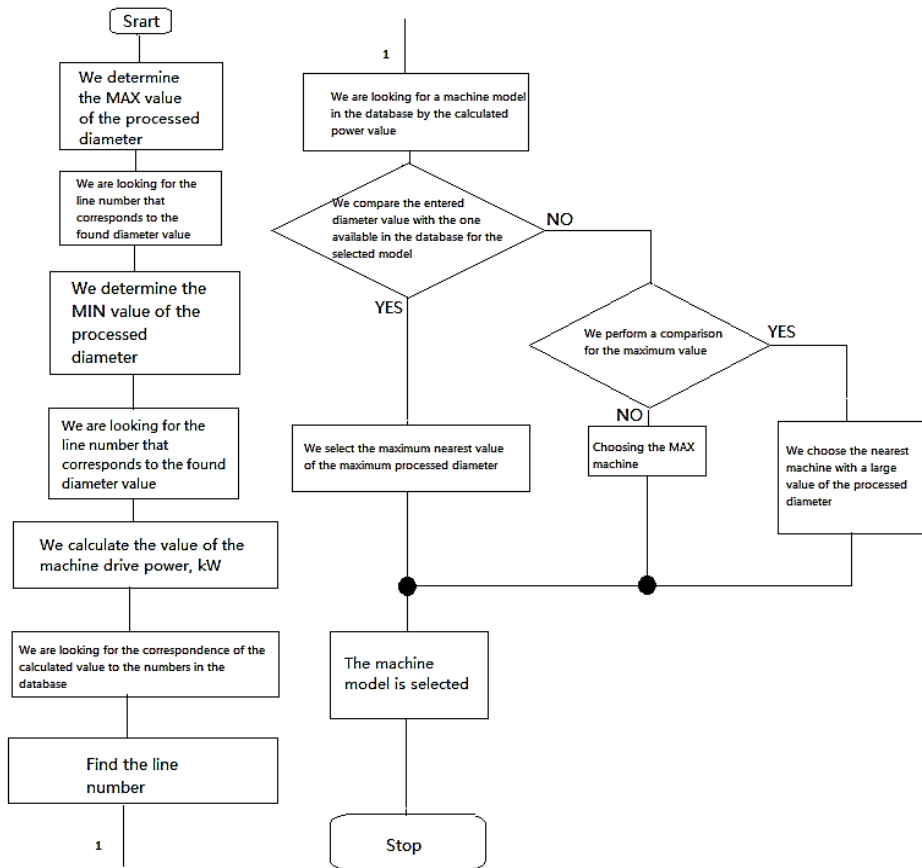 Srart
We determine
the MAX value
of the processed
diameter
We are looking for the
line number that
corresponds to the
found diameter value
We determine the
MIN value of the
processed
diameter
We are looking for the
line number that
corresponds to the found
diameter value
We calculate the value of the
machine drive power, kW
We are looking for the correspondence of the
calculated value to the numbers in the
database
Find the line
number
1
1
We are looking for a machine model
in the database by the calculated
power value
We compare the entered
diameter value with the one
available in the database for the
selected model
NO
YES
We perform a comparison
for the maximum value
YES
NO
We select the maximum nearest value
of the maximum processed diameter
Choosing the MAX
machine
We choose the nearest
machine with a large
value of the processed
diameter
The machine
model is selected
Stop